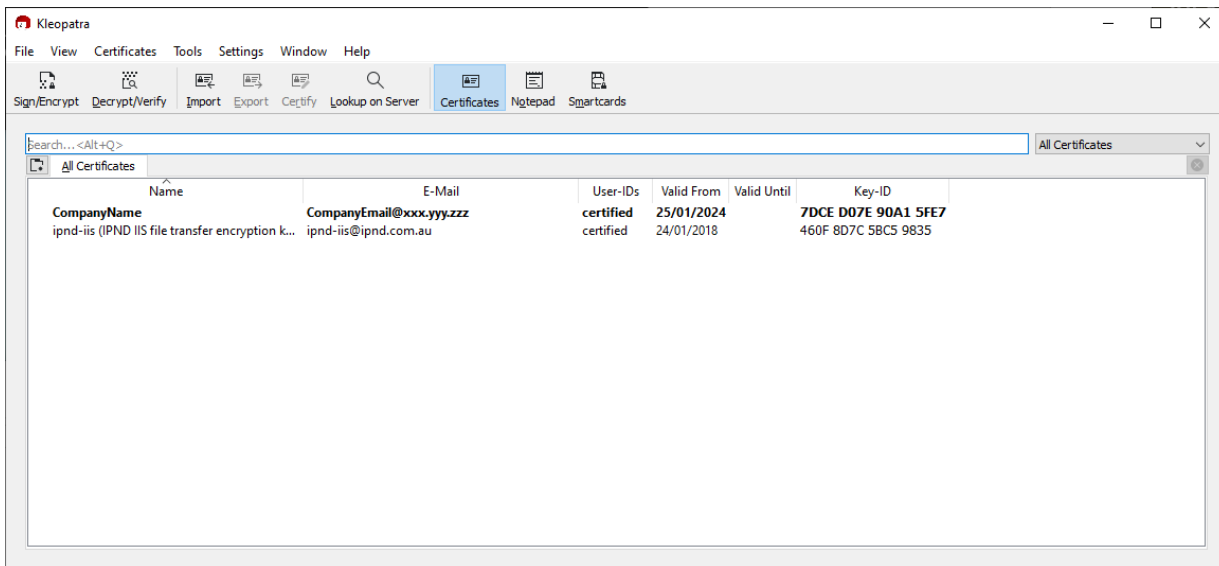 Kleopatra
File View Certificates Tools Settings Window Help
Sign/Encrypt Decrypt/Verify Import Export Certify Lookup on Server Certificates Notepad Smartcards
Search...<Alt+Q> All Certificates
All Certificates
Name E-Mail User-IDs Valid From Valid Until Key-ID
CompanyName CompanyEmail@xxx.yyy.zzz certified 25/01/2024 7DCE D07E 90A1 5FE7
ipnd-iis (IPND IIS file transfer encryption k... ipnd-iis@ipnd.com.au certified 24/01/2018 460F 8D7C 5BC5 9835